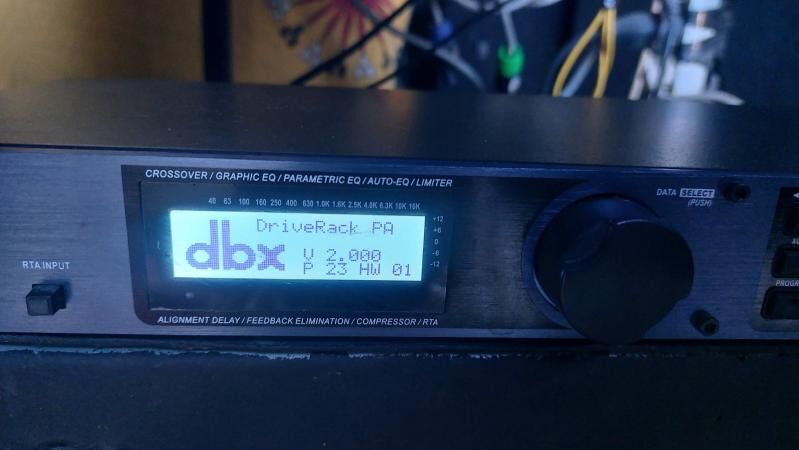 CROSSOVER / GRAPHIC EQ / PARAMETRIC EQ / AUTO-EQ / LIMITER
40 63 100 160 250 400 630 1.0K 1.6K 2.5K 4.0K 6.3K 10K 16K
DATA SELECT
(PUSH)
+12
+6
0
-6
-12
DriveRack PA
dbx
V 2.000
P 23 HW 01
RTA INPUT
ALIGNMENT DELAY / FEEDBACK ELIMINATION / COMPRESSOR / RTA